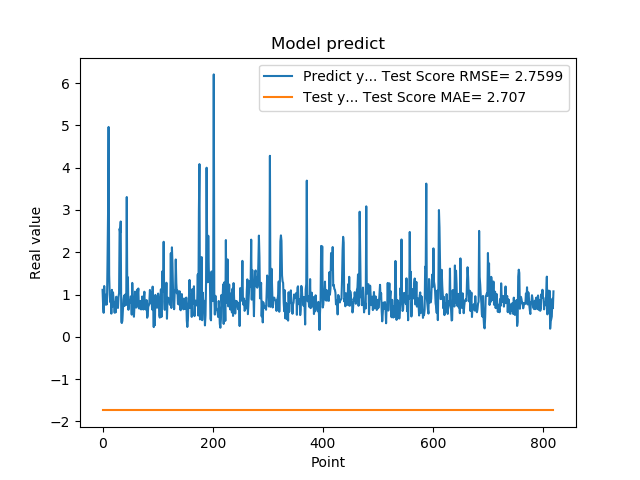 Model predict
Predict y... Test Score RMSE= 2.7599
Test y... Test Score MAE= 2.707
Real value
6
5
4
3
2
1
0
−1
−2
0 200 400 600 800
Point